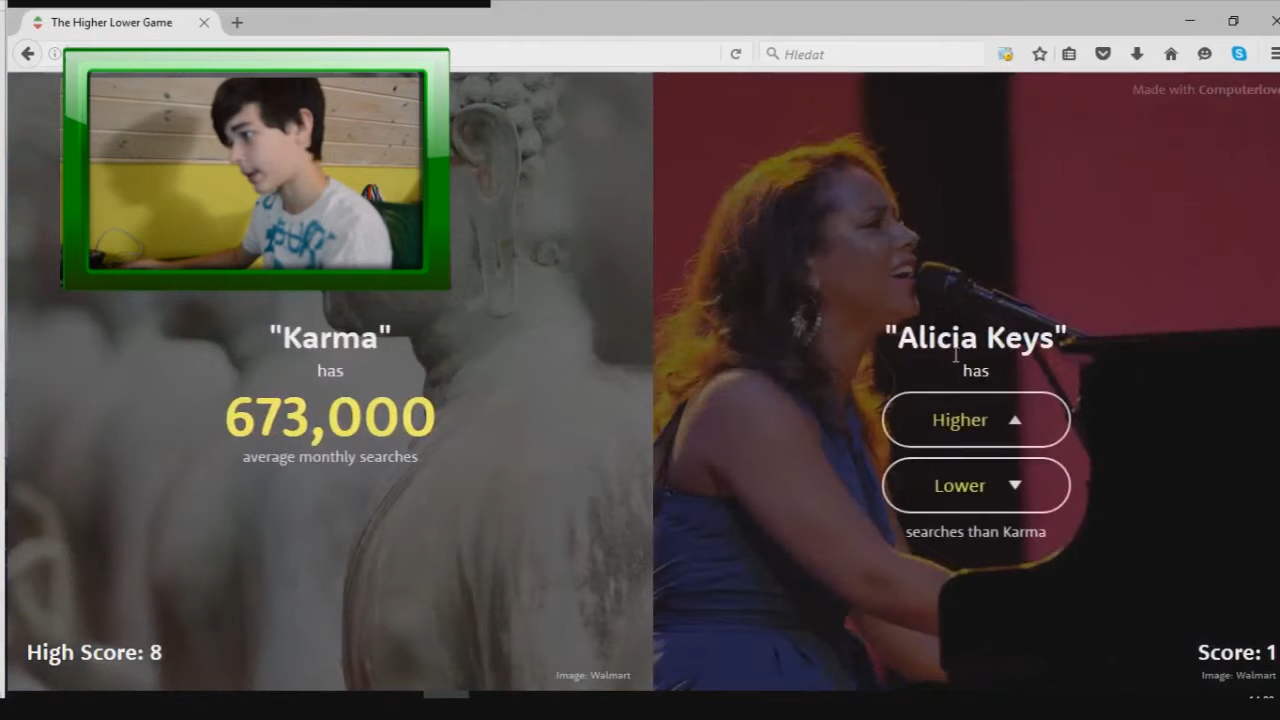 The Higher Lower Game
Hledat
Made with Computerlove
"Karma"
has
673,000
average monthly searches
"Alicia Keys"
has
Higher
Lower
searches than Karma
High Score: 8
Image: Walmart
Score: 1
Image: Walmart